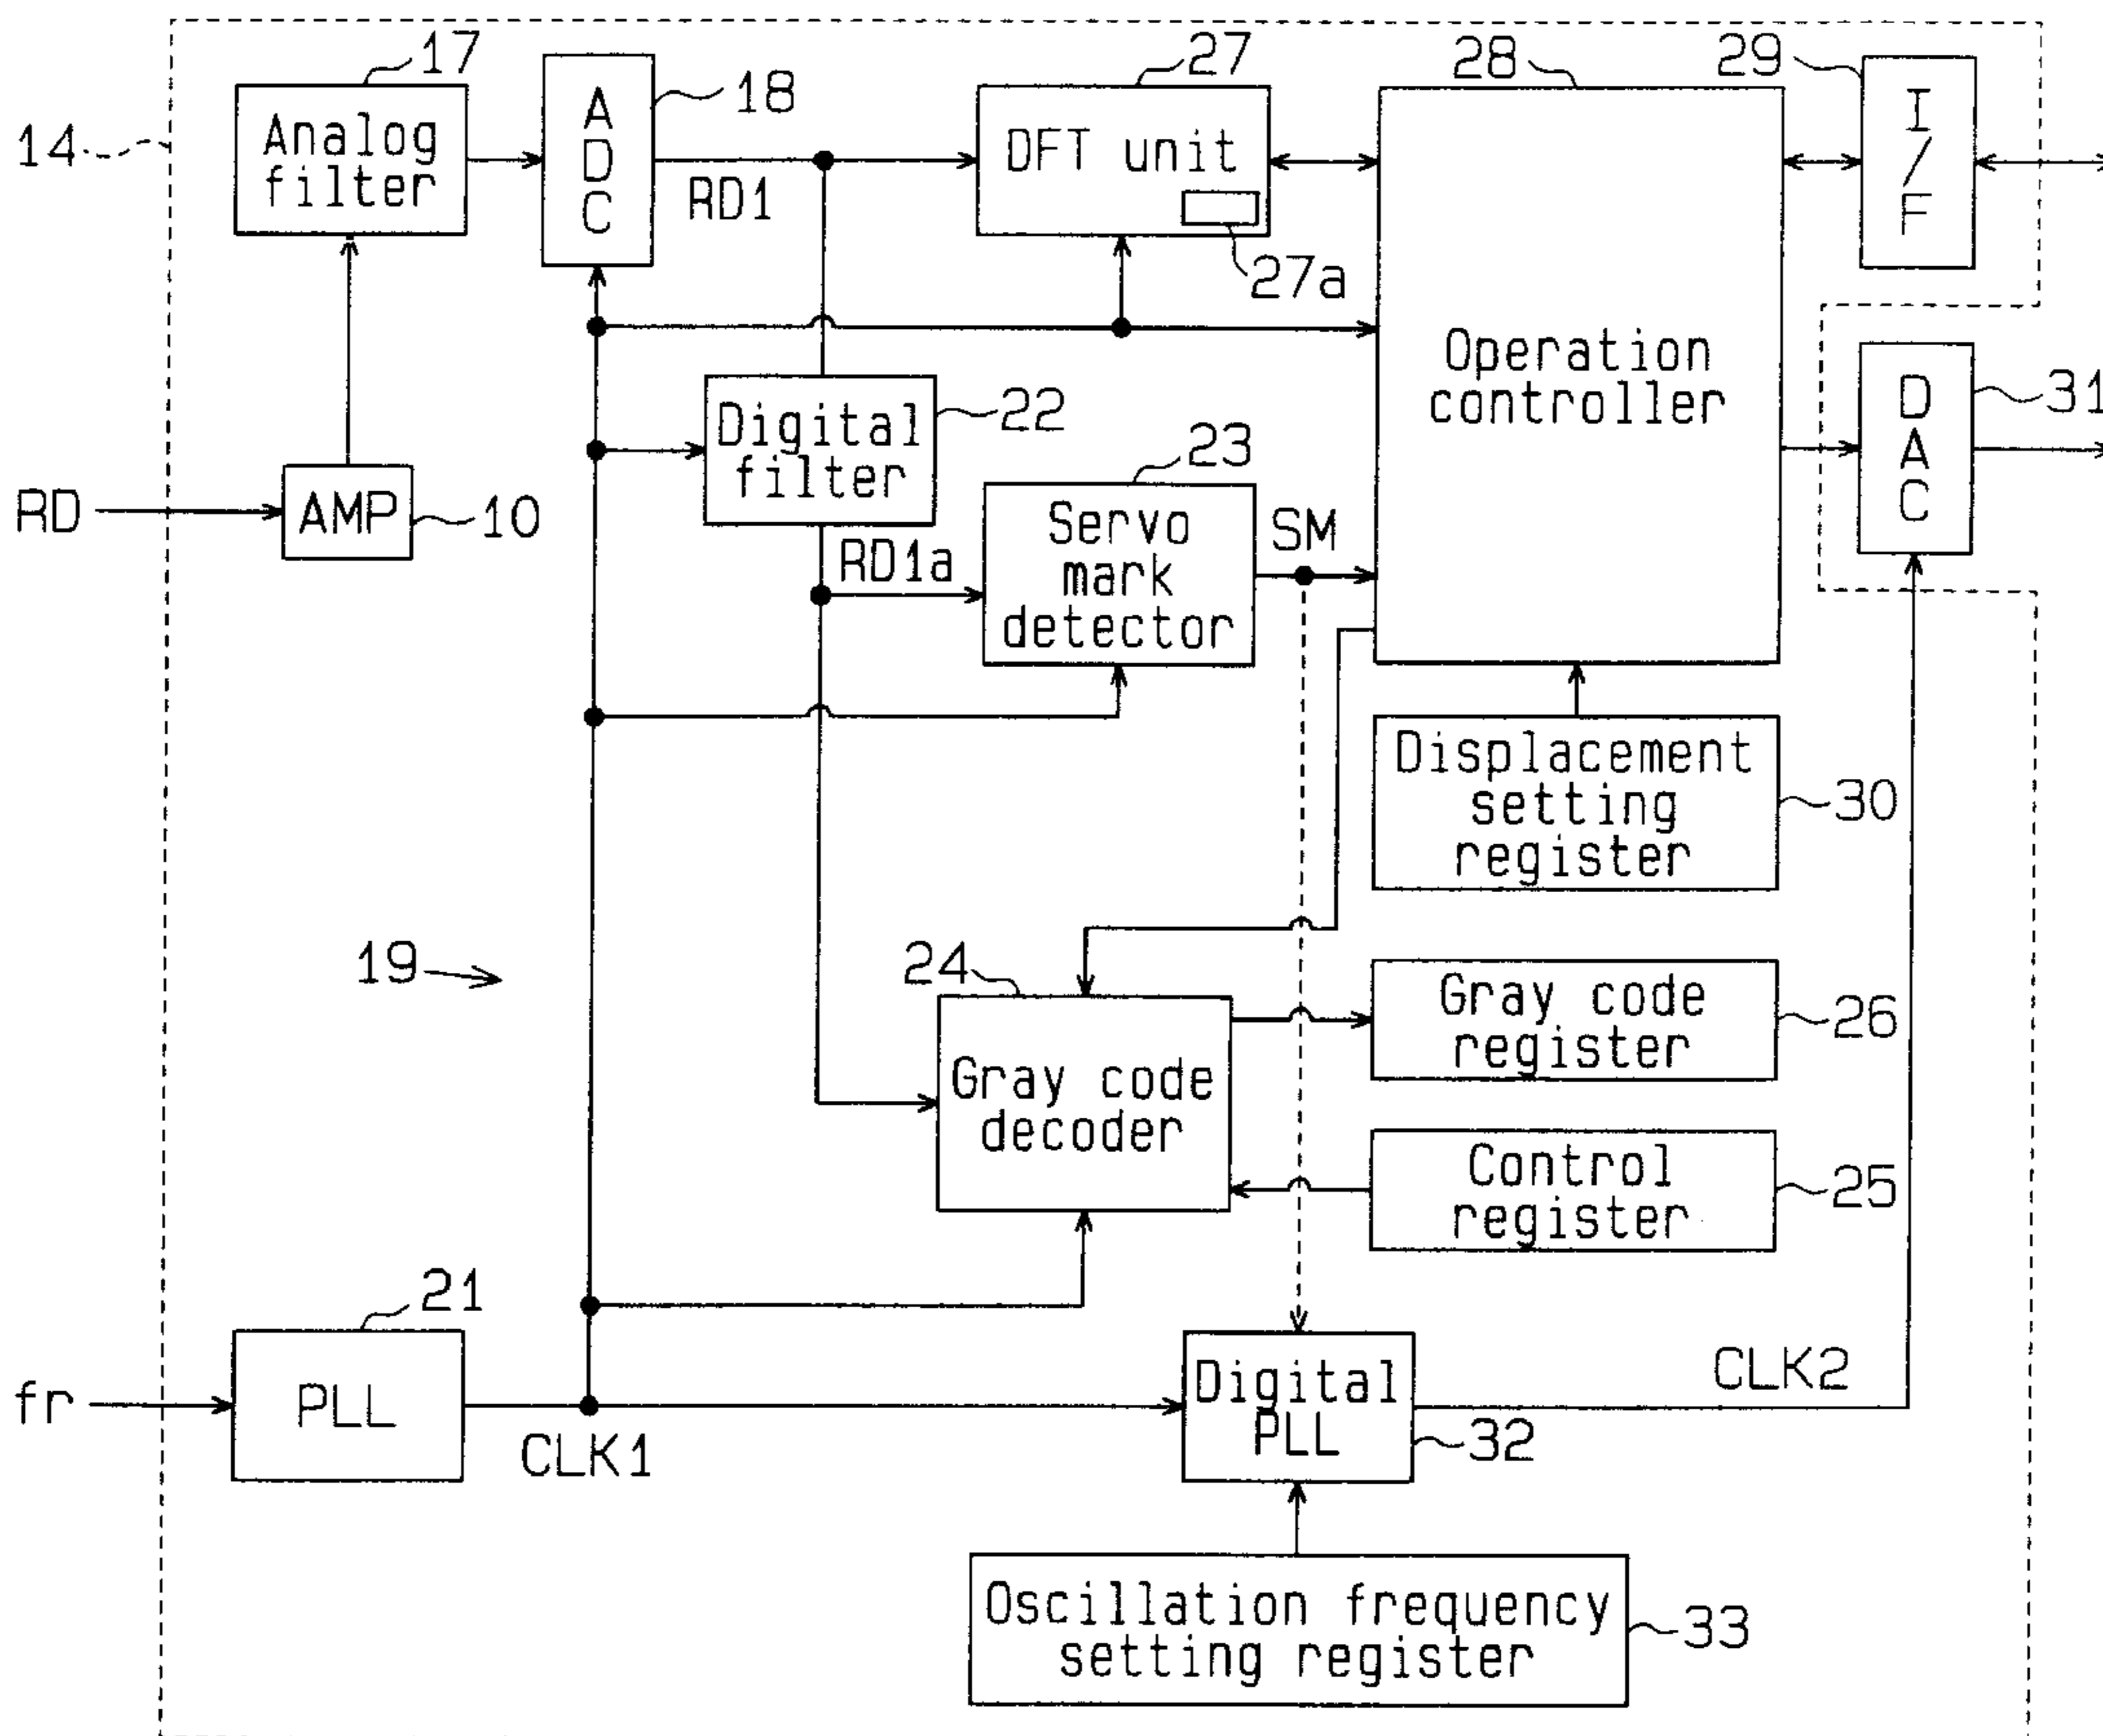 14
17
Analog
filter
18
A
D
C
RD1
27
DFT unit
27a
28
Operation
controller
29
I
/
F
31
D
A
C
RD
AMP
10
22
Digital
filter
RD1a
23
Servo
mark
detector
SM
Displacement
setting
register
30
19
24
Gray code
decoder
Gray code
register
26
Control
register
25
fr
21
PLL
CLK1
Digital
PLL
32
CLK2
Oscillation frequency
setting register
33